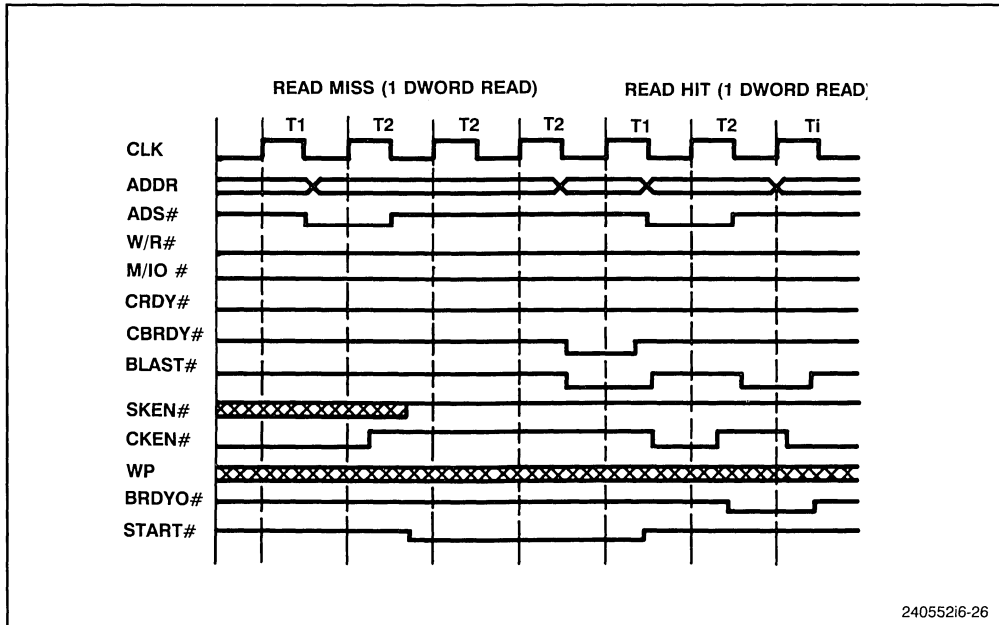 READ MISS (1 DWORD READ) READ HIT (1 DWORD READ)
T1 T2 T2 T2 T1 T2 Ti
CLK
ADDR
ADS#
W/R#
M/IO #
CRDY#
CBRDY#
BLAST#
SKEN#
CKEN#
WP
BRDYO#
START#
240552i6-26